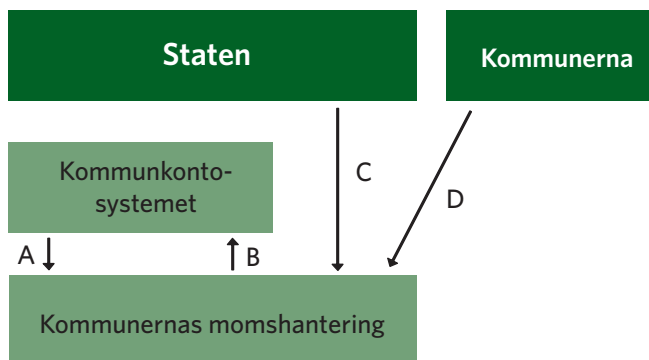 Staten
Kommunerna
Kommunkonto-
systemet
C
D
A
B
Kommunernas momshantering